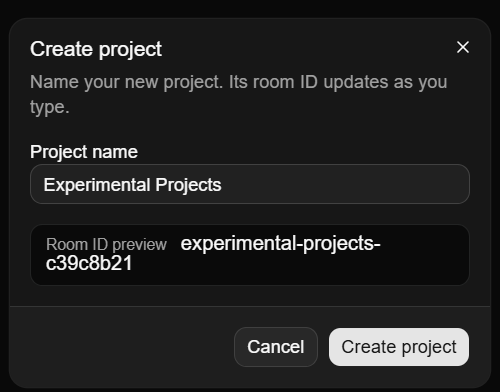 Create project
Name your new project. Its room ID updates as you
type.
Project name
Experimental Projects
Room ID preview experimental-projects-
c39c8b21
Cancel Create project